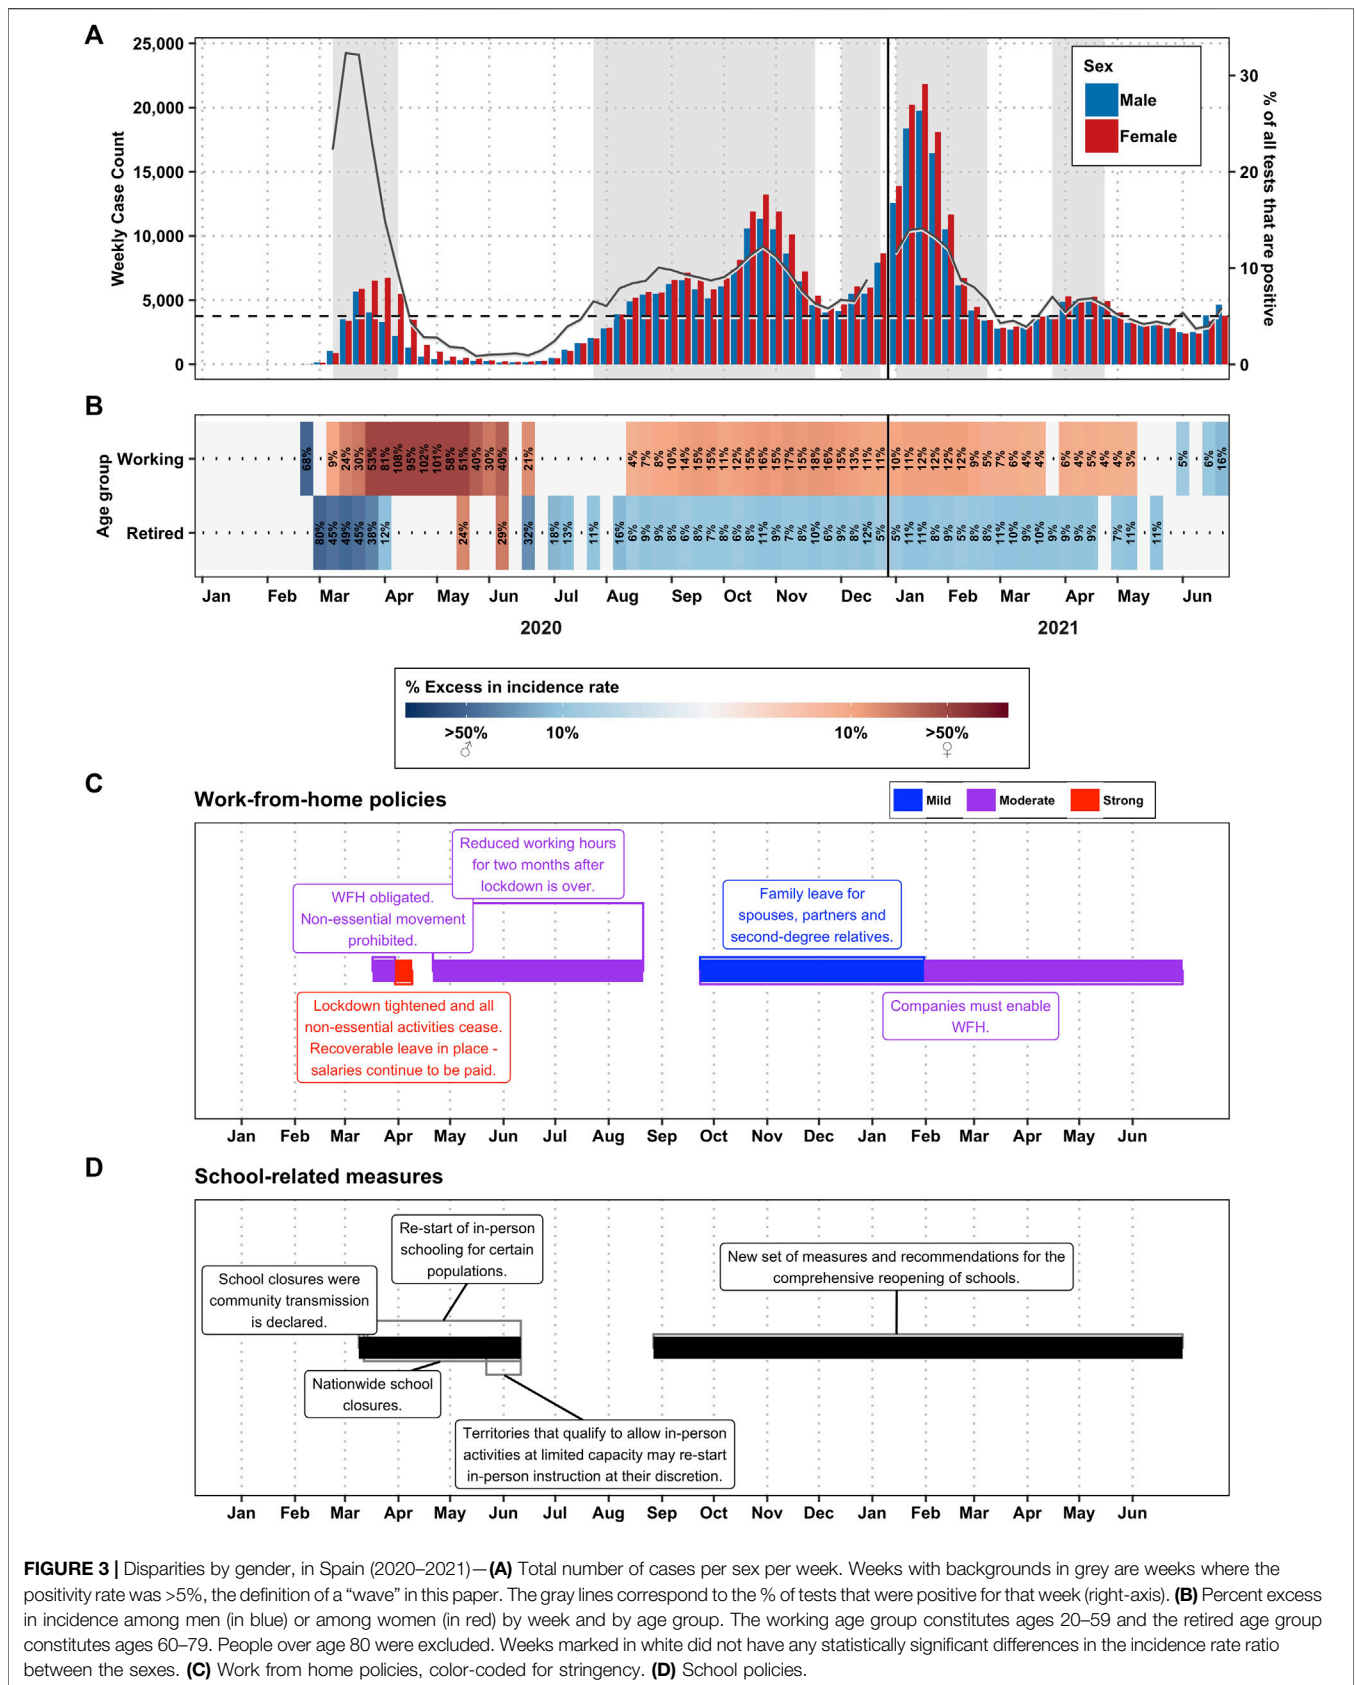 A
25,000
20,000
15,000
10,000
5,000
0
Weekly Case Count
30
20
10
0
% of all tests that are positive
Sex
Male
Female
B
Age group
Working
68% 9% 24% 30% 53% 81% 108% 95% 102% 101% 58% 51% 40% 30% 40% 21% 4% 7% 8% 10% 14% 15% 15% 11% 12% 15% 16% 15% 17% 15% 18% 16% 15% 13% 11% 11% 10% 11% 12% 12% 12% 12% 9% 5% 7% 6% 4% 4% 6% 4% 5% 4% 4% 3% 5% 6% 16%
Retired
80% 45% 49% 45% 38% 12% 24% 29% 32% 18% 13% 11% 16% 6% 9% 9% 8% 6% 8% 7% 8% 6% 8% 11% 9% 7% 8% 10% 6% 9% 8% 12% 5% 5% 11% 11% 8% 9% 5% 8% 8% 11% 10% 9% 10% 9% 9% 9% 9% 7% 11% 11%
Jan Feb Mar Apr May Jun Jul Aug Sep Oct Nov Dec Jan Feb Mar Apr May Jun
2020 2021
% Excess in incidence rate
>50% 10% 10% >50%
♂ ♀
C
Work-from-home policies
Mild Moderate Strong
Reduced working hours
for two months after
lockdown is over.
WFH obligated.
Non-essential movement
prohibited.
Family leave for
spouses, partners and
second-degree relatives.
Lockdown tightened and all
non-essential activities cease.
Recoverable leave in place -
salaries continue to be paid.
Companies must enable
WFH.
Jan Feb Mar Apr May Jun Jul Aug Sep Oct Nov Dec Jan Feb Mar Apr May Jun
D
School-related measures
Re-start of in-person
schooling for certain
populations.
New set of measures and recommendations for the
comprehensive reopening of schools.
School closures were
community transmission
is declared.
Nationwide school
closures.
Territories that qualify to allow in-person
activities at limited capacity may re-start
in-person instruction at their discretion.
Jan Feb Mar Apr May Jun Jul Aug Sep Oct Nov Dec Jan Feb Mar Apr May Jun
FIGURE 3 | Disparities by gender, in Spain (2020–2021)—(A) Total number of cases per sex per week. Weeks with backgrounds in grey are weeks where the
positivity rate was >5%, the definition of a “wave” in this paper. The gray lines correspond to the % of tests that were positive for that week (right-axis). (B) Percent excess
in incidence among men (in blue) or among women (in red) by week and by age group. The working age group constitutes ages 20–59 and the retired age group
constitutes ages 60–79. People over age 80 were excluded. Weeks marked in white did not have any statistically significant differences in the incidence rate ratio
between the sexes. (C) Work from home policies, color-coded for stringency. (D) School policies.